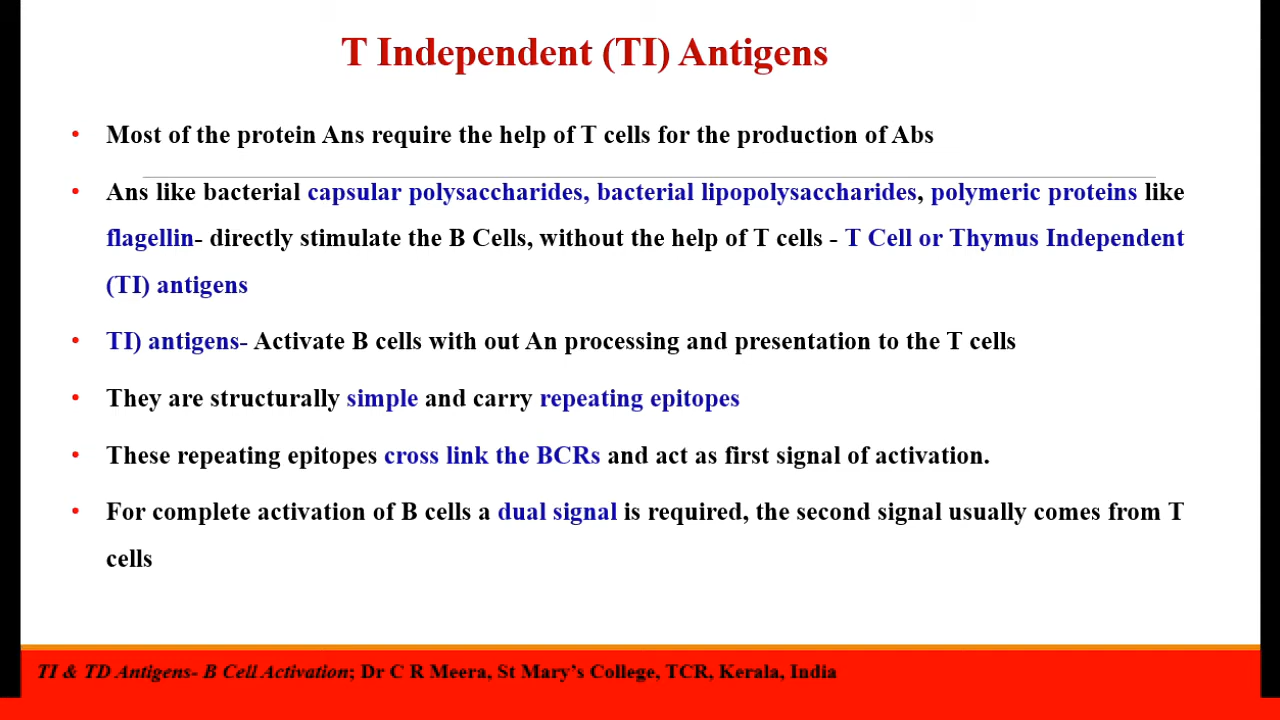 T Independent (TI) Antigens
• Most of the protein Ans require the help of T cells for the production of Abs
• Ans like bacterial capsular polysaccharides, bacterial lipopolysaccharides, polymeric proteins like
flagellin- directly stimulate the B Cells, without the help of T cells - T Cell or Thymus Independent
(TI) antigens
• TI) antigens- Activate B cells with out An processing and presentation to the T cells
• They are structurally simple and carry repeating epitopes
• These repeating epitopes cross link the BCRs and act as first signal of activation.
• For complete activation of B cells a dual signal is required, the second signal usually comes from T
cells
TI & TD Antigens- B Cell Activation; Dr C R Meera, St Mary’s College, TCR, Kerala, India